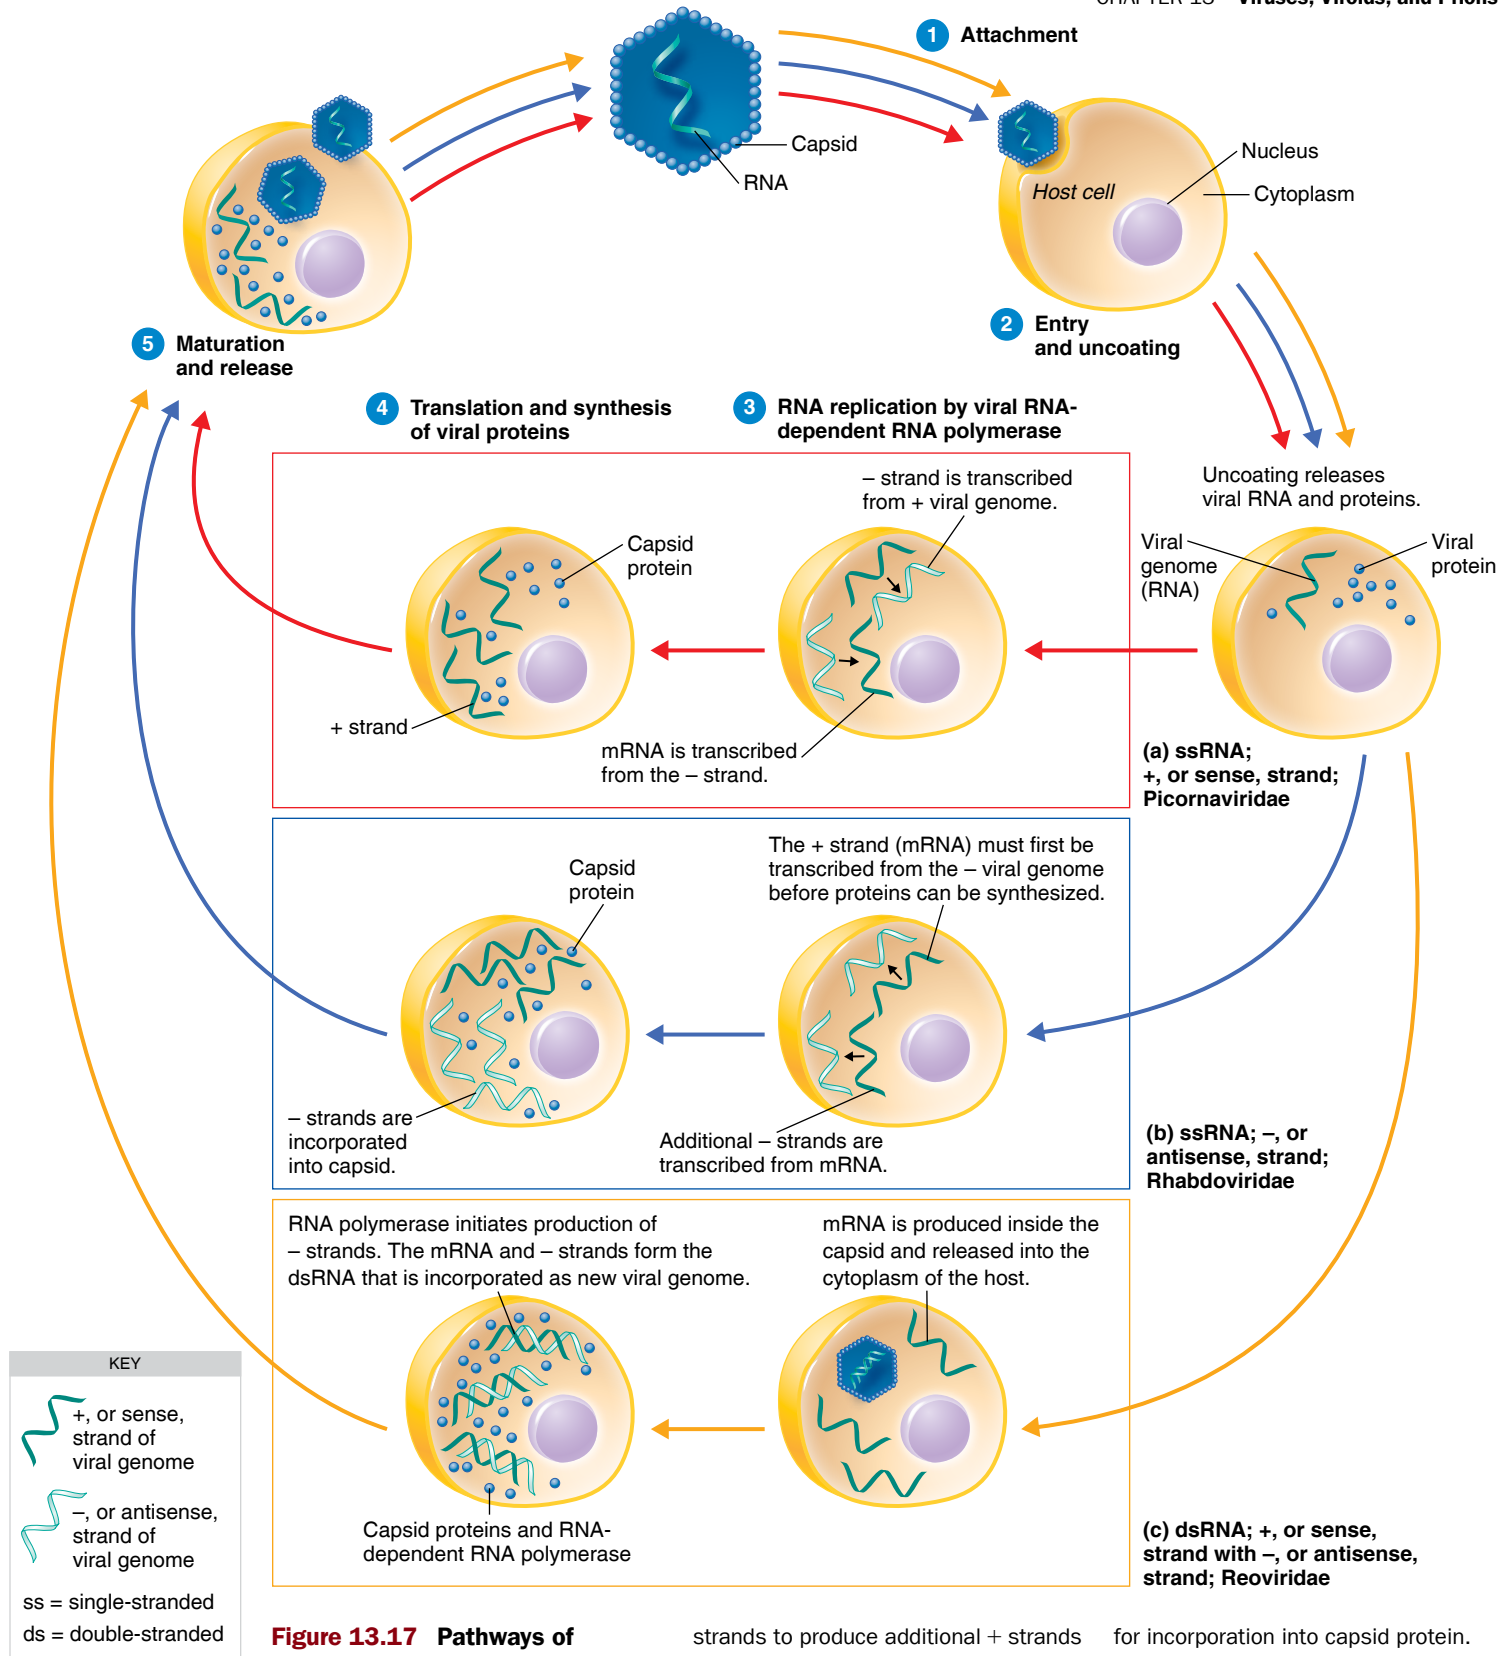 1 Attachment
Capsid
RNA
Nucleus
Host cell
Cytoplasm
2 Entry
and uncoating
5 Maturation
and release
4 Translation and synthesis
of viral proteins
3 RNA replication by viral RNA-
dependent RNA polymerase
Uncoating releases
viral RNA and proteins.
Viral
genome
(RNA)
Viral
protein
– strand is transcribed
from + viral genome.
Capsid
protein
+ strand
mRNA is transcribed
from the – strand.
(a) ssRNA;
+, or sense, strand;
Picornaviridae
The + strand (mRNA) must first be
transcribed from the – viral genome
before proteins can be synthesized.
Capsid
protein
– strands are
incorporated
into capsid.
Additional – strands are
transcribed from mRNA.
(b) ssRNA; –, or
antisense, strand;
Rhabdoviridae
RNA polymerase initiates production of
– strands. The mRNA and – strands form the
dsRNA that is incorporated as new viral genome.
mRNA is produced inside the
capsid and released into the
cytoplasm of the host.
Capsid proteins and RNA-
dependent RNA polymerase
(c) dsRNA; +, or sense,
strand with –, or antisense,
strand; Reoviridae
KEY
+, or sense,
strand of
viral genome
–, or antisense,
strand of
viral genome
ss = single-stranded
ds = double-stranded
Figure 13.17 Pathways of
strands to produce additional + strands
for incorporation into capsid protein.